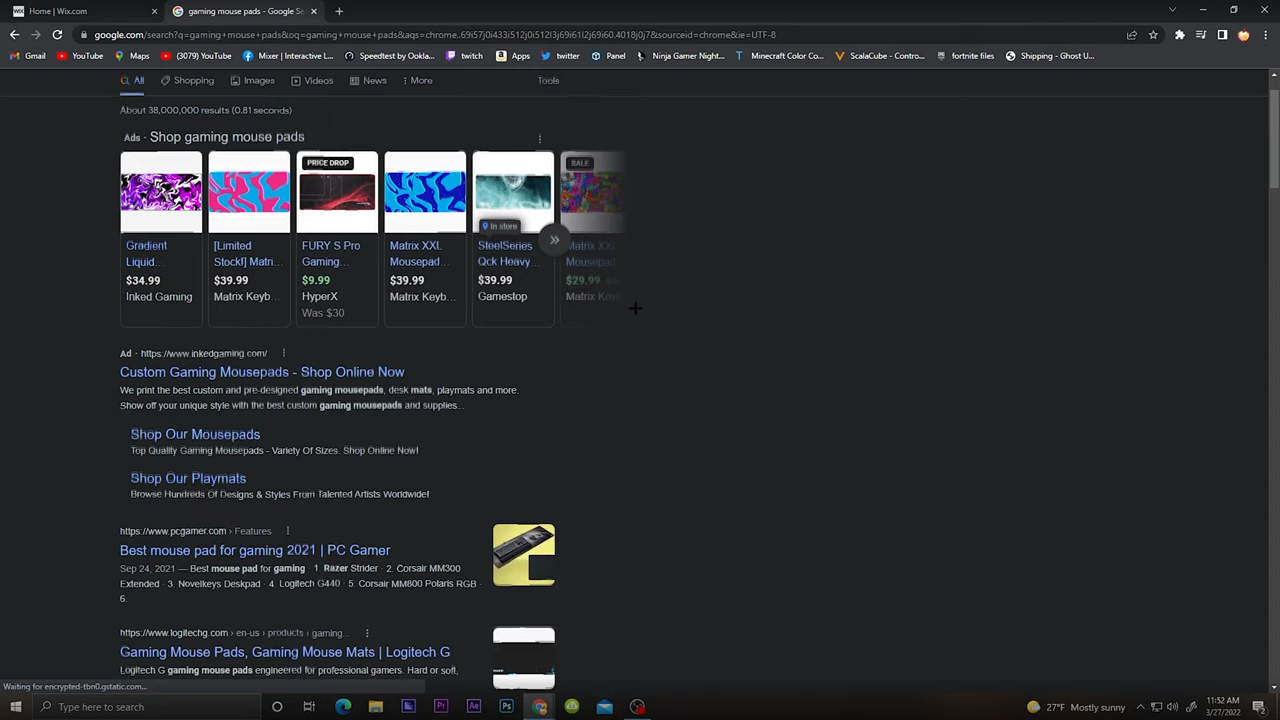 Home | Wix.com
gaming mouse pads - Google Se
google.com/search?q=gaming+mouse+pads&oq=gaming+mouse+pads&aqs=chrome..69i57j0i433i512j0i512l3j69i61l2j69i60.4018j0j7&sourceid=chrome&ie=UTF-8
Gmail YouTube Maps (3079) YouTube Mixer | Interactive L... Speedtest by Ookla... twitch Apps twitter Panel Ninja Gamer Night... Minecraft Color Co... ScalaCube - Contro... fortnite files Shipping - Ghost U...
All Shopping Images Videos News More Tools
About 38,000,000 results (0.81 seconds)
Ads · Shop gaming mouse pads
PRICE DROP SALE
In store
Gradient [Limited FURY S Pro Matrix XXL SteelSeries Matrix XXL
Liquid... Stock!] Matri... Gaming... Mousepad... Qck Heavy... Mousepad
$34.99 $39.99 $9.99 $39.99 $39.99 $29.99
Inked Gaming Matrix Keyb... HyperX Matrix Keyb... Gamestop Matrix Key
Was $30
Ad · https://www.inkedgaming.com/
Custom Gaming Mousepads - Shop Online Now
We print the best custom and pre-designed gaming mousepads, desk mats, playmats and more.
Show off your unique style with the best custom gaming mousepads and supplies...
Shop Our Mousepads
Top Quality Gaming Mousepads - Variety Of Sizes. Shop Online Now!
Shop Our Playmats
Browse Hundreds Of Designs & Styles From Talented Artists Worldwide!
https://www.pcgamer.com › Features
Best mouse pad for gaming 2021 | PC Gamer
Sep 24, 2021 — Best mouse pad for gaming · 1. Razer Strider · 2. Corsair MM300
Extended · 3. Novelkeys Deskpad · 4. Logitech G440 · 5. Corsair MM800 Polaris RGB ·
6.
https://www.logitechg.com › en-us › products › gaming...
Gaming Mouse Pads, Gaming Mouse Mats | Logitech G
Logitech G gaming mouse pads engineered for professional gamers. Hard or soft,
Waiting for encrypted-tbn0.gstatic.com...
Type here to search
27°F Mostly sunny
11:52 AM
3/27/2022
2